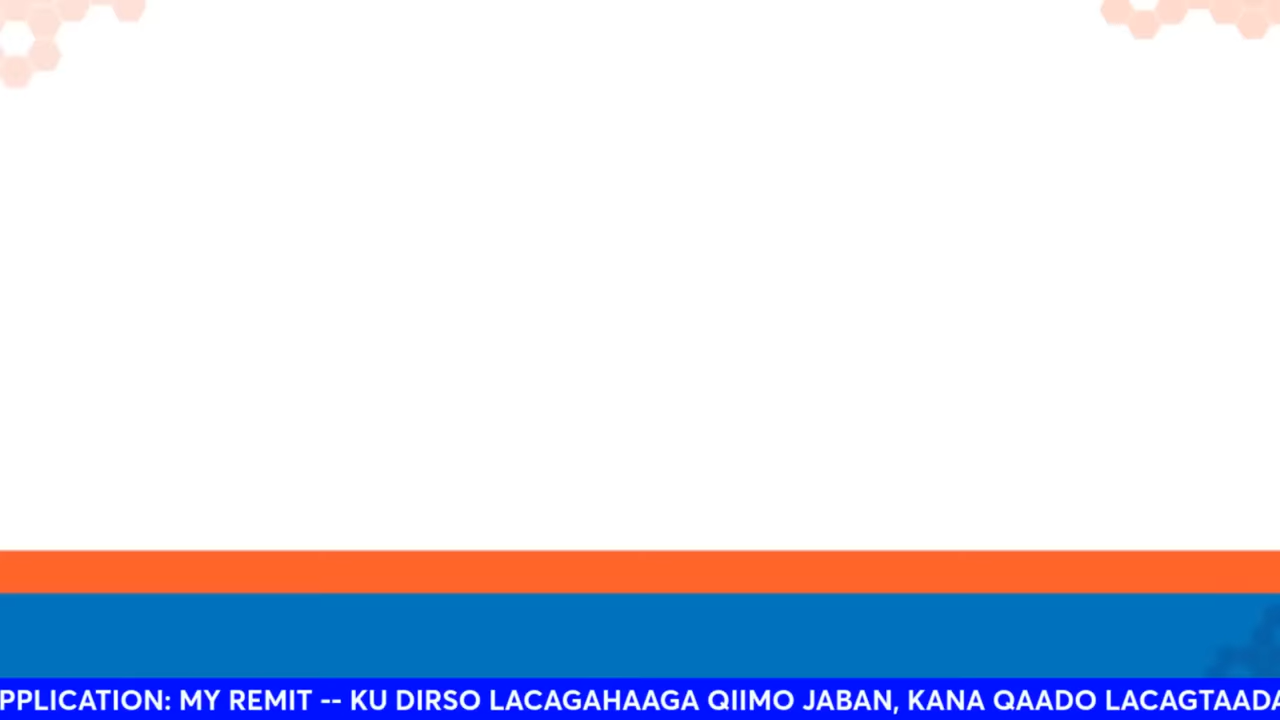 PPLICATION: MY REMIT -- KU DIRSO LACAGAHAAGA QIIMO JABAN, KANA QAADO LACAGTAADA